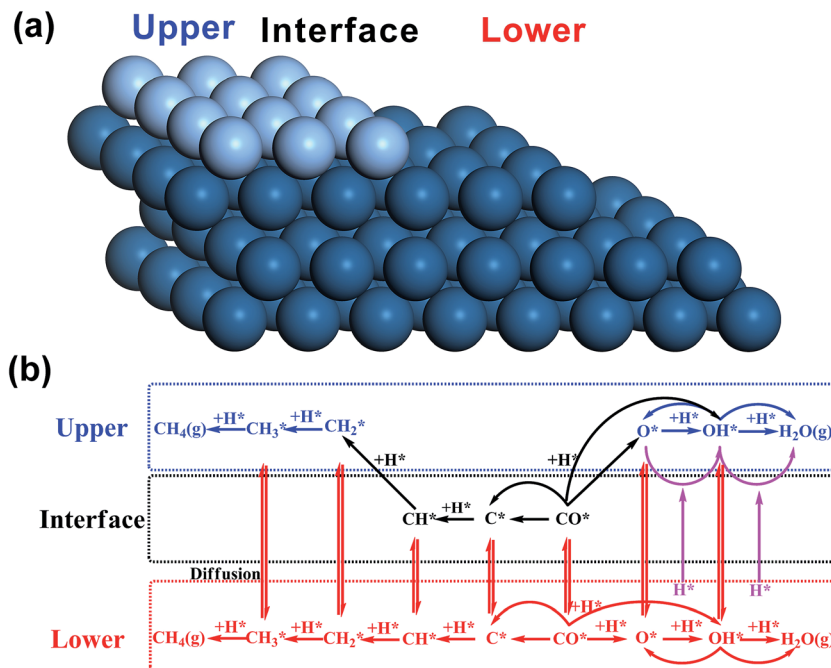 (a)
Upper Interface Lower
(b)
Upper CH₄(g) +H* CH₃* +H* CH₂* O* +H* OH* +H* H₂O(g)
+H* +H*
Interface CH* +H* C* CO*
Diffusion H* H*
+H*
Lower CH₄(g) +H* CH₃* +H* CH₂* +H* CH* +H* C* CO* +H* O* +H* OH* +H* H₂O(g)